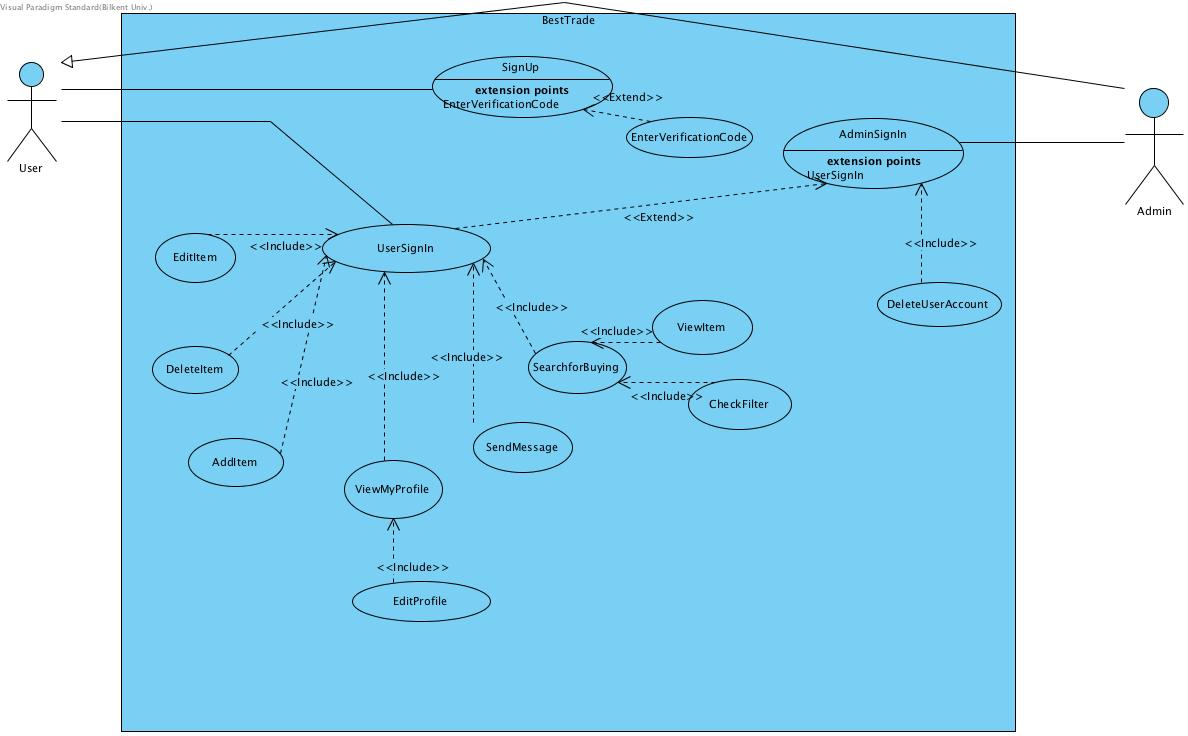 Visual Paradigm Standard(Bilkent Univ.)
BestTrade
SignUp
extension points
EnterVerificationCode
<<Extend>>
EnterVerificationCode
AdminSignIn
extension points
UserSignIn
User
Admin
<<Extend>>
EditItem
<<Include>>
UserSignIn
<<Include>>
DeleteUserAccount
<<Include>>
<<Include>>
<<Include>>
ViewItem
DeleteItem
<<Include>>
SearchforBuying
<<Include>>
<<Include>>
<<Include>>
CheckFilter
AddItem
SendMessage
ViewMyProfile
<<Include>>
EditProfile